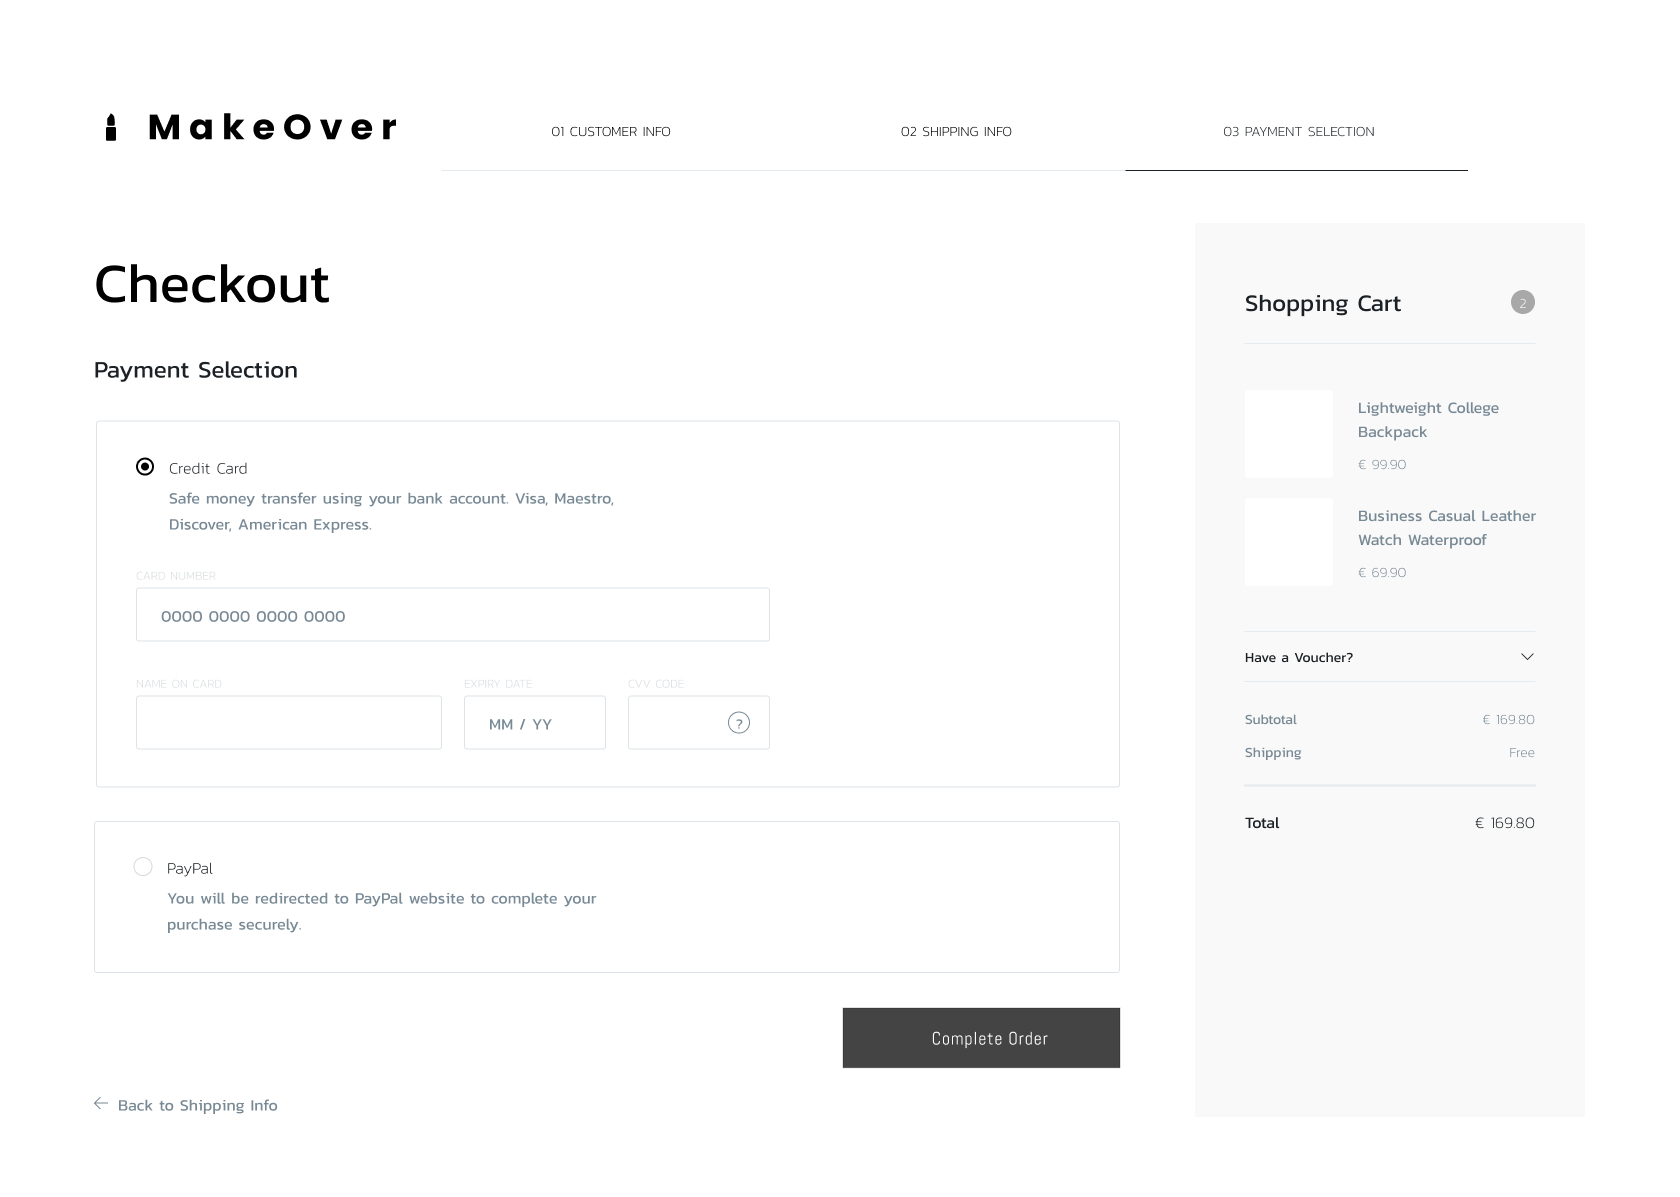 MakeOver
01 CUSTOMER INFO
02 SHIPPING INFO
03 PAYMENT SELECTION
Checkout
Payment Selection
Credit Card
Safe money transfer using your bank account. Visa, Maestro,
Discover, American Express.
CARD NUMBER
0000 0000 0000 0000
NAME ON CARD
EXPIRY DATE
CVV CODE
MM / YY
?
PayPal
You will be redirected to PayPal website to complete your
purchase securely.
Complete Order
Back to Shipping Info
Shopping Cart
2
Lightweight College
Backpack
€ 99.90
Business Casual Leather
Watch Waterproof
€ 69.90
Have a Voucher?
Subtotal € 169.80
Shipping Free
Total € 169.80